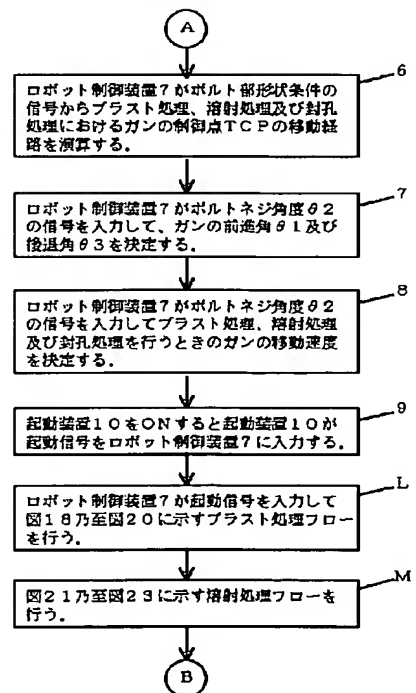 A
6
ロボット制御装置7がボルト部形状条件の
信号からブラスト処理、溶射処理及び封孔
処理におけるガンの制御点TCPの移動経
路を演算する。
7
ロボット制御装置7がボルトネジ角度θ2
の信号を入力して、ガンの前進角θ1及び
後退角θ3を決定する。
8
ロボット制御装置7がボルトネジ角度θ2
の信号を入力してブラスト処理、溶射処理
及び封孔処理を行うときのガンの移動速度
を決定する。
9
起動装置10をONすると起動装置10が
起動信号をロボット制御装置7に入力する。
L
ロボット制御装置7が起動信号を入力して
図18乃至図20に示すブラスト処理フロー
を行う。
M
図21乃至図23に示す溶射処理フローを
行う。
B